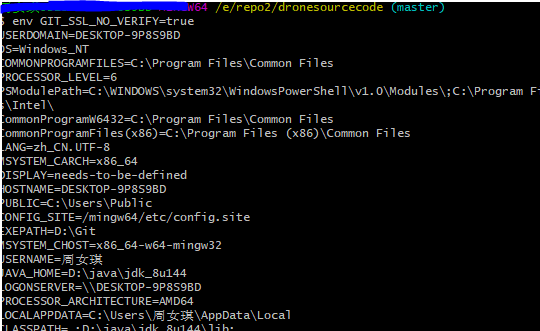 W64 /e/repo2/dronesourcecode (master)
$ env GIT_SSL_NO_VERIFY=true
USERDOMAIN=DESKTOP-9P8S9BD
OS=Windows_NT
COMMONPROGRAMFILES=C:\Program Files\Common Files
PROCESSOR_LEVEL=6
PSModulePath=C:\WINDOWS\system32\WindowsPowerShell\v1.0\Modules\;C:\Program F
s\Intel\
CommonProgramW6432=C:\Program Files\Common Files
CommonProgramFiles(x86)=C:\Program Files (x86)\Common Files
LANG=zh_CN.UTF-8
MSYSTEM_CARCH=x86_64
DISPLAY=needs-to-be-defined
HOSTNAME=DESKTOP-9P8S9BD
PUBLIC=C:\Users\Public
CONFIG_SITE=/mingw64/etc/config.site
EXEPATH=D:\Git
MSYSTEM_CHOST=x86_64-w64-mingw32
USERNAME=周女琪
JAVA_HOME=D:\java\jdk_8u144
LOGONSERVER=\\DESKTOP-9P8S9BD
PROCESSOR_ARCHITECTURE=AMD64
LOCALAPPDATA=C:\Users\周女琪\AppData\Local
CLASSPATH=.;D:\java\jdk_8u144\lib;